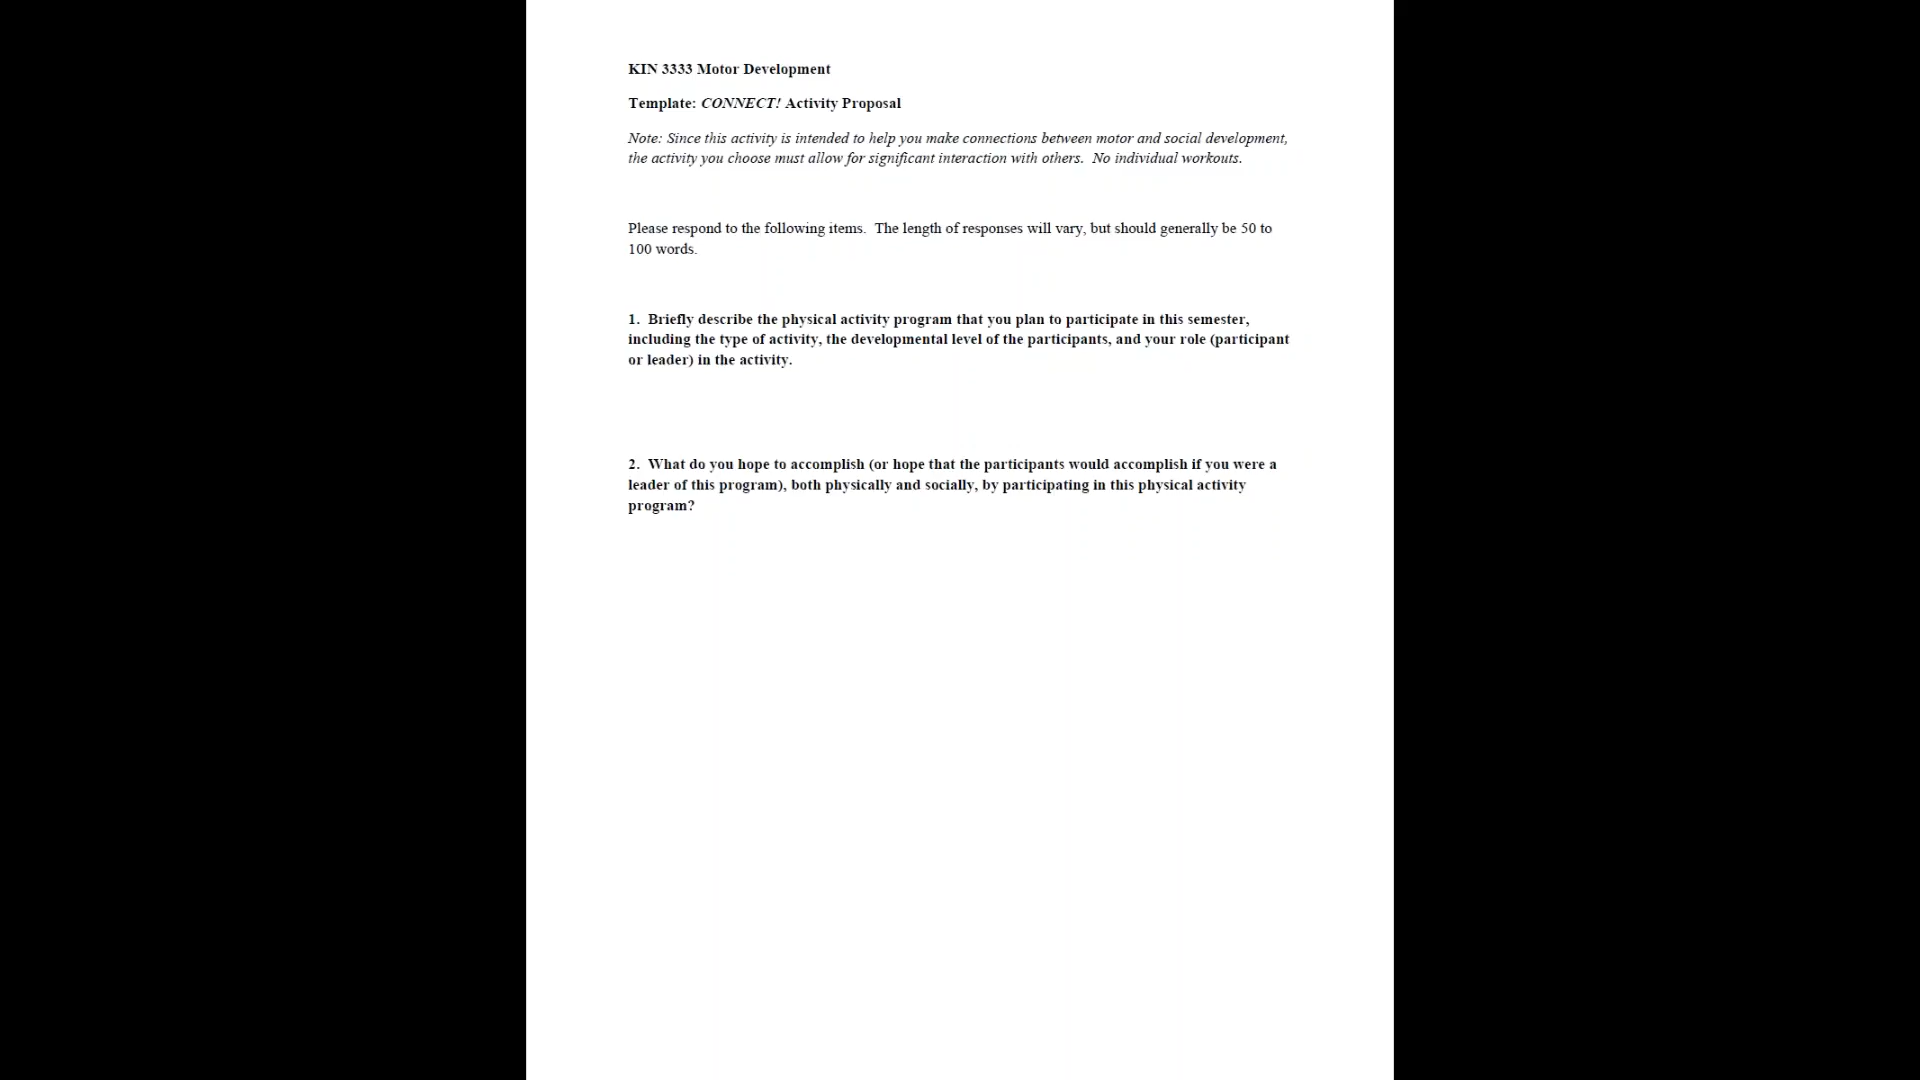 KIN 3333 Motor Development
Template: CONNECT! Activity Proposal
Note: Since this activity is intended to help you make connections between motor and social development,
the activity you choose must allow for significant interaction with others.  No individual workouts.
Please respond to the following items.  The length of responses will vary, but should generally be 50 to
100 words.
1.  Briefly describe the physical activity program that you plan to participate in this semester,
including the type of activity, the developmental level of the participants, and your role (participant
or leader) in the activity.
2.  What do you hope to accomplish (or hope that the participants would accomplish if you were a
leader of this program), both physically and socially, by participating in this physical activity
program?